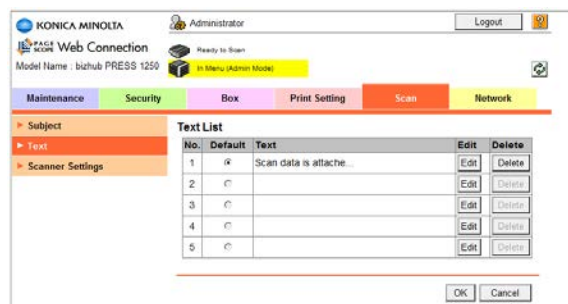 KONICA MINOLTA
Administrator
Logout
?
PAGE SCOPE Web Connection
Ready to Scan
Model Name : bizhub PRESS 1250
In Menu (Admin Mode)
Maintenance Security Box Print Setting Scan Network
Subject
Text
Scanner Settings
Text List
No. Default Text Edit Delete
1 Scan data is attache... Edit Delete
2 Edit Delete
3 Edit Delete
4 Edit Delete
5 Edit Delete
OK Cancel